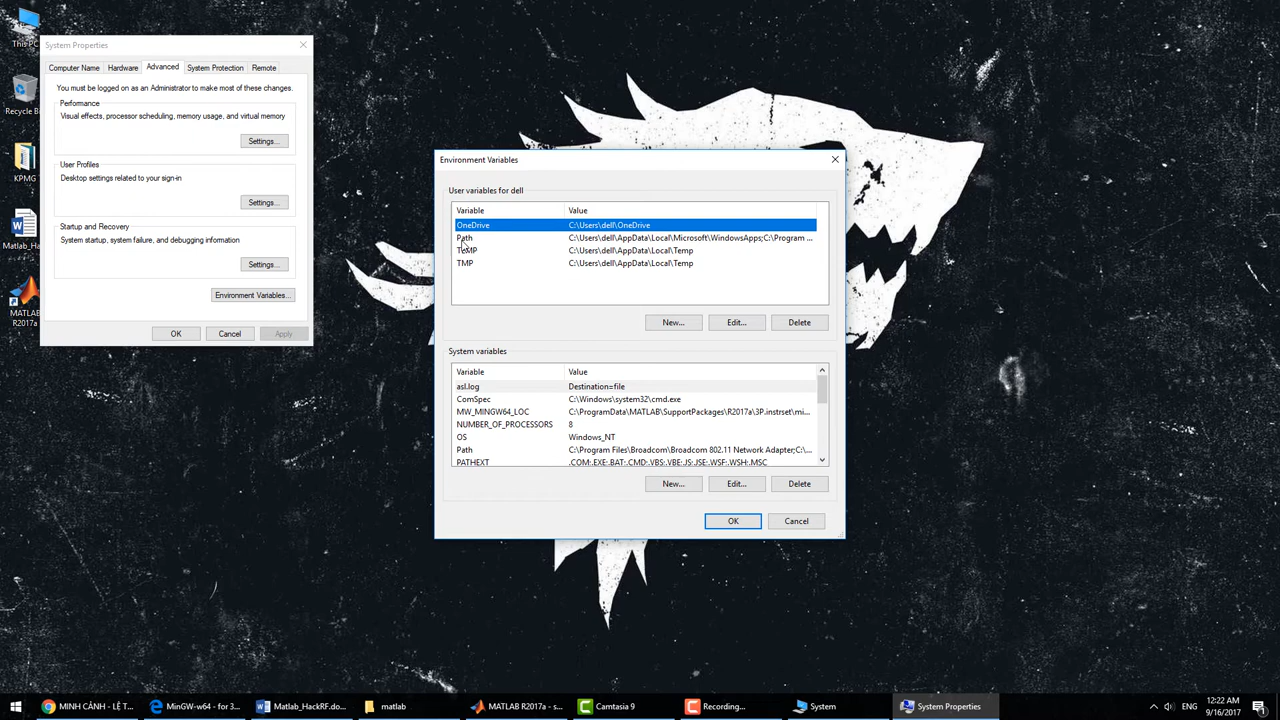 This PC
Recycle B
KPMG T
Matlab_Ha
MATLAB
R2017a
System Properties
Computer Name Hardware Advanced System Protection Remote
You must be logged on as an Administrator to make most of these changes.
Performance
Visual effects, processor scheduling, memory usage, and virtual memory
Settings...
User Profiles
Desktop settings related to your sign-in
Settings...
Startup and Recovery
System startup, system failure, and debugging information
Settings...
Environment Variables...
OK Cancel Apply
Environment Variables
User variables for dell
Variable Value
OneDrive C:\Users\dell\OneDrive
Path C:\Users\dell\AppData\Local\Microsoft\WindowsApps;C:\Program ...
TEMP C:\Users\dell\AppData\Local\Temp
TMP C:\Users\dell\AppData\Local\Temp
New... Edit... Delete
System variables
Variable Value
asl.log Destination=file
ComSpec C:\Windows\system32\cmd.exe
MW_MINGW64_LOC C:\ProgramData\MATLAB\SupportPackages\R2017a\3P.instrset\mi...
NUMBER_OF_PROCESSORS 8
OS Windows_NT
Path C:\Program Files\Broadcom\Broadcom 802.11 Network Adapter;C:\...
PATHEXT .COM;.EXE;.BAT;.CMD;.VBS;.VBE;.JS;.JSE;.WSF;.WSH;.MSC
New... Edit... Delete
OK Cancel
MINH CẢNH - LỆ T... MinGW-w64 - for 3... Matlab_HackRF.do... matlab MATLAB R2017a - s... Camtasia 9 Recording... System System Properties ENG 12:22 AM
9/16/2017